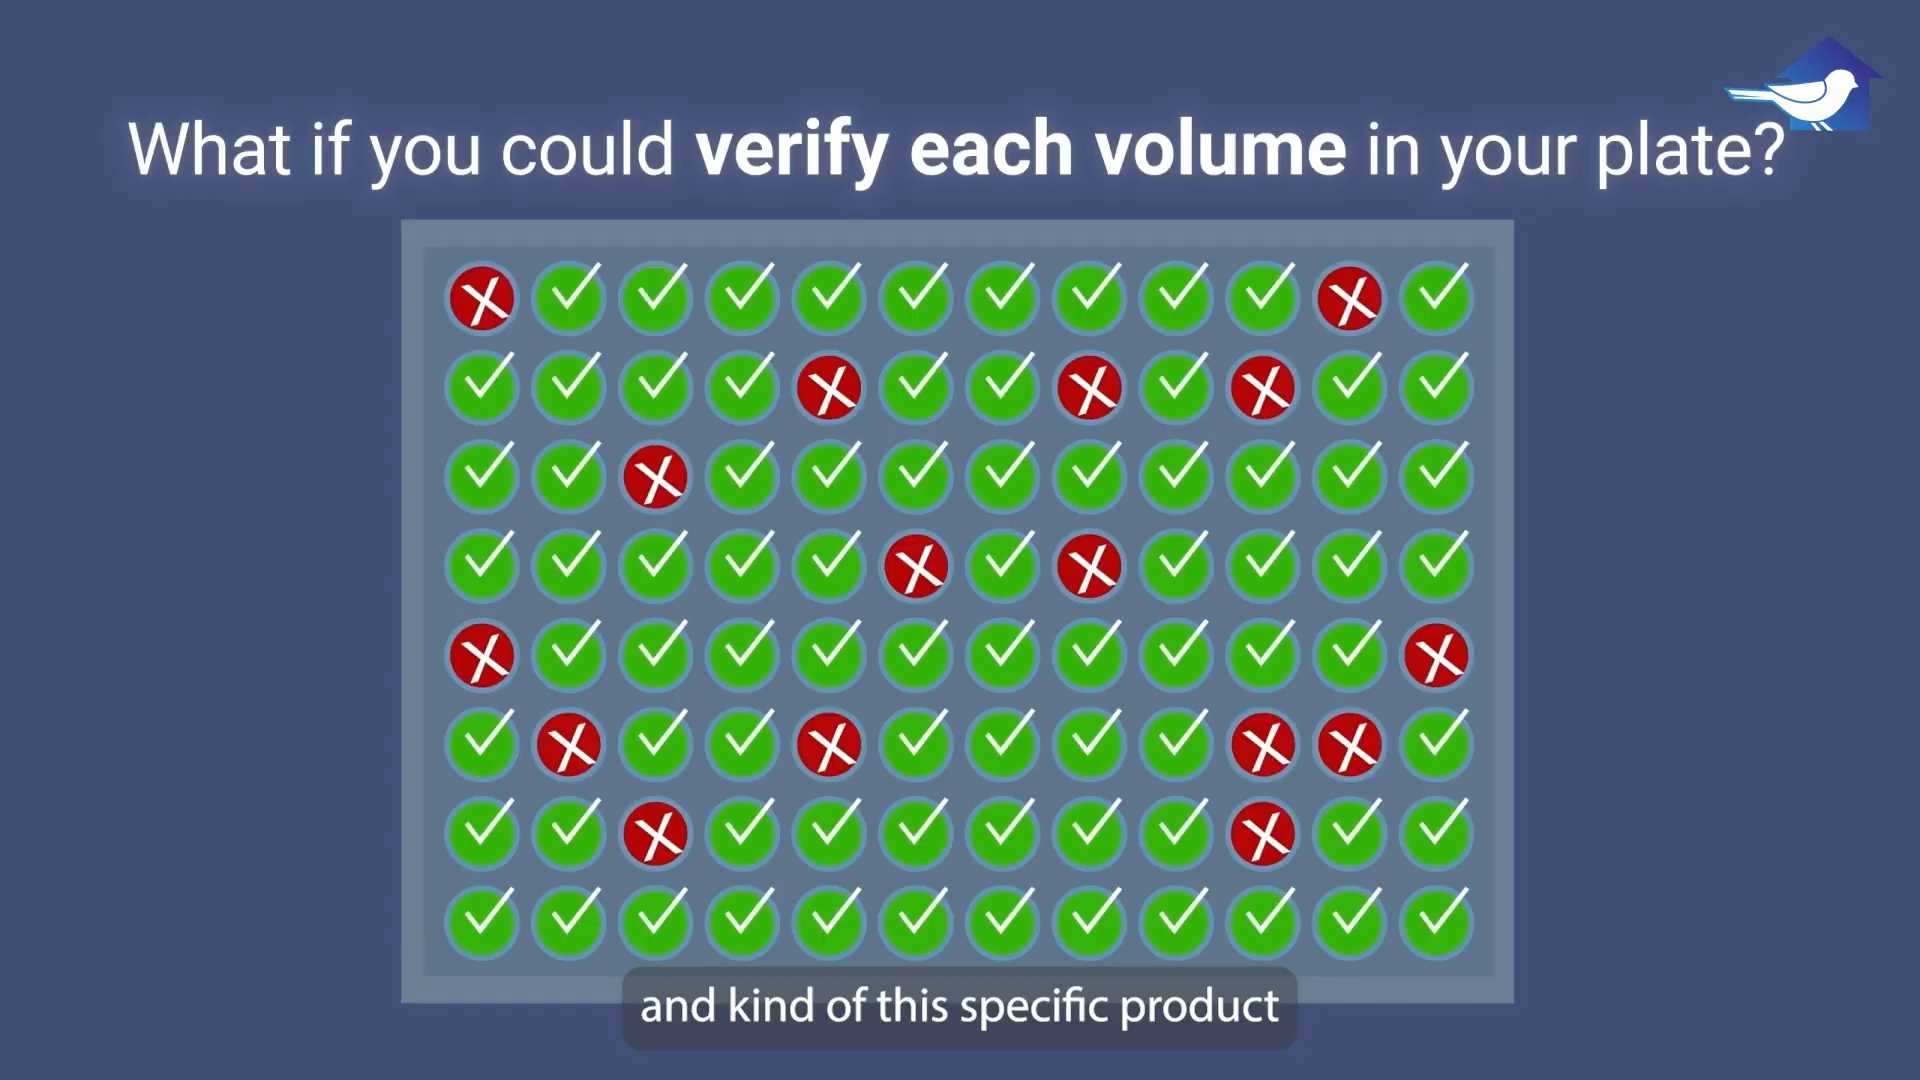 What if you could verify each volume in your plate?
and kind of this specific product